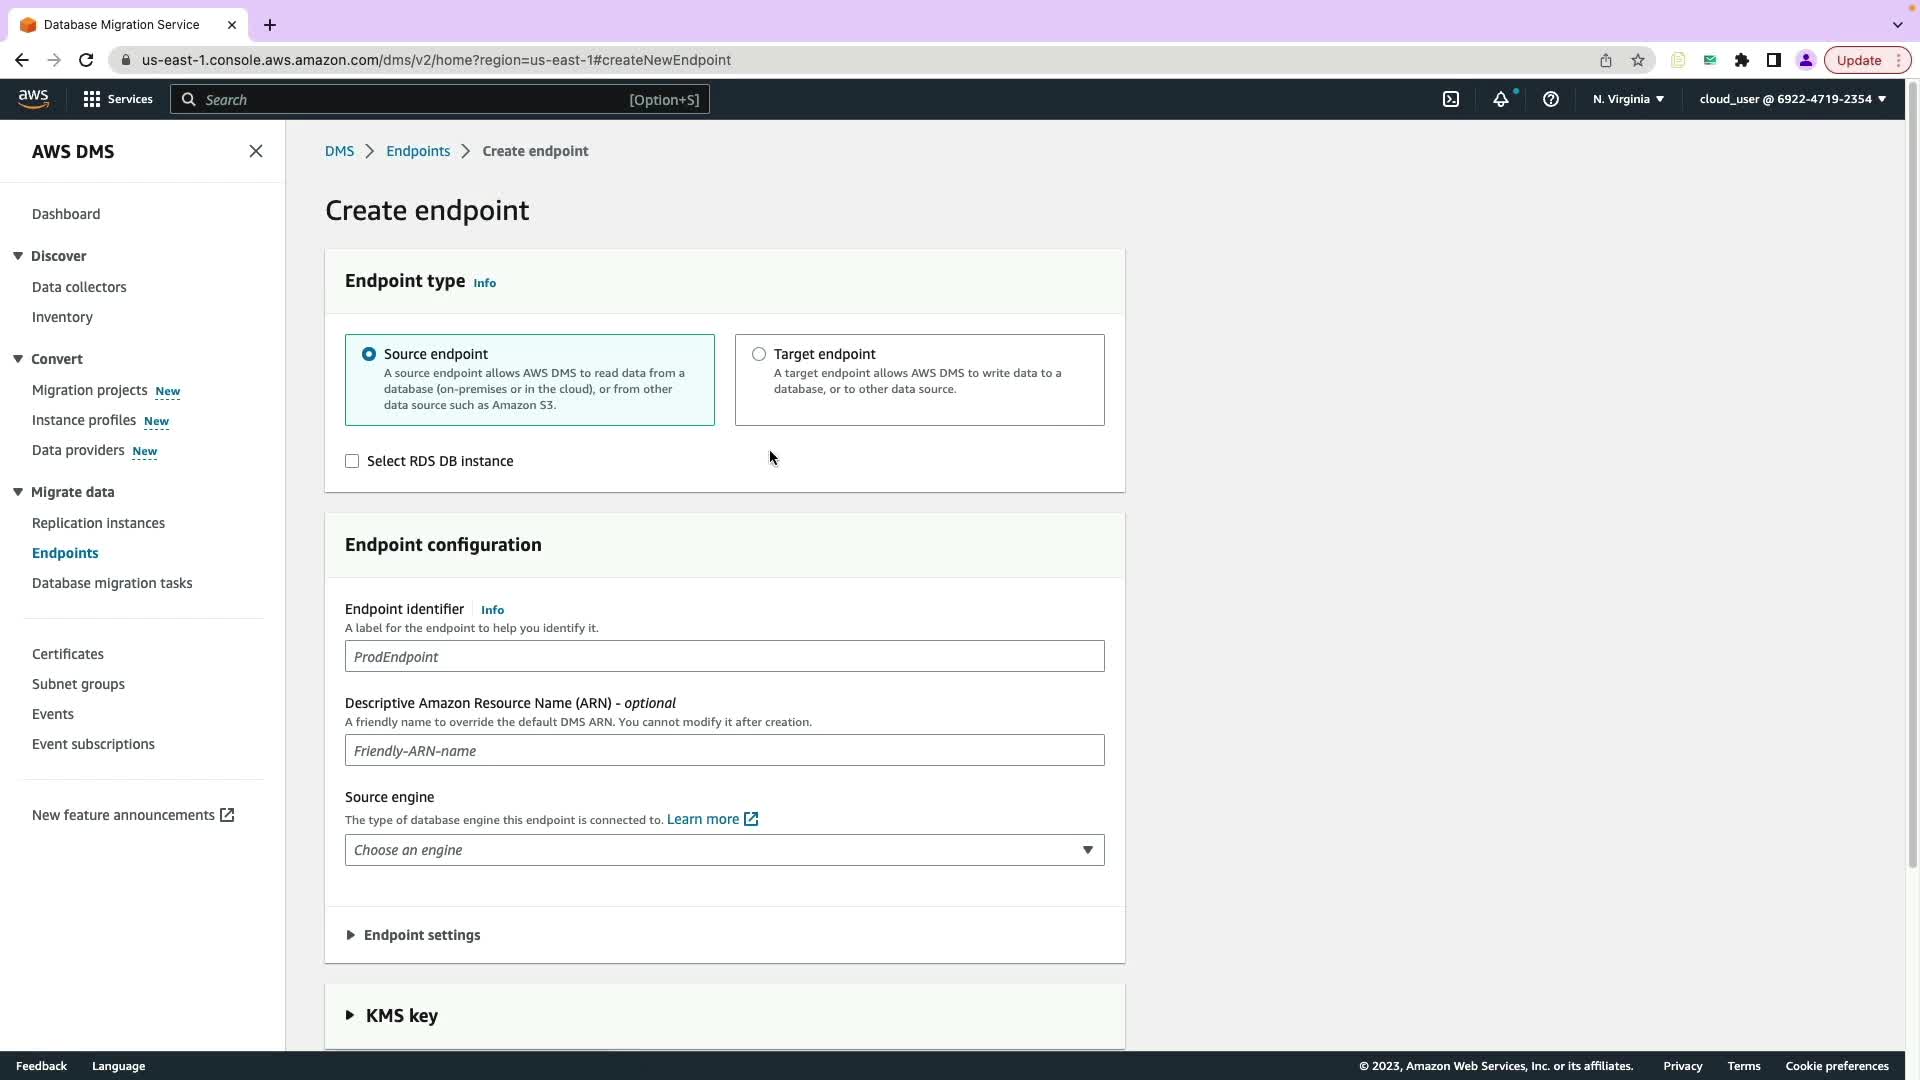 Database Migration Service
us-east-1.console.aws.amazon.com/dms/v2/home?region=us-east-1#createNewEndpoint
Update
aws
Services
Search
[Option+S]
N. Virginia
cloud_user @ 6922-4719-2354
AWS DMS
Dashboard
Discover
Data collectors
Inventory
Convert
Migration projects New
Instance profiles New
Data providers New
Migrate data
Replication instances
Endpoints
Database migration tasks
Certificates
Subnet groups
Events
Event subscriptions
New feature announcements
DMS
Endpoints
Create endpoint
Create endpoint
Endpoint type Info
Source endpoint
A source endpoint allows AWS DMS to read data from a
database (on-premises or in the cloud), or from other
data source such as Amazon S3.
Target endpoint
A target endpoint allows AWS DMS to write data to a
database, or to other data source.
Select RDS DB instance
Endpoint configuration
Endpoint identifier Info
A label for the endpoint to help you identify it.
ProdEndpoint
Descriptive Amazon Resource Name (ARN) - optional
A friendly name to override the default DMS ARN. You cannot modify it after creation.
Friendly-ARN-name
Source engine
The type of database engine this endpoint is connected to. Learn more
Choose an engine
Endpoint settings
KMS key
Feedback
Language
© 2023, Amazon Web Services, Inc. or its affiliates.
Privacy
Terms
Cookie preferences